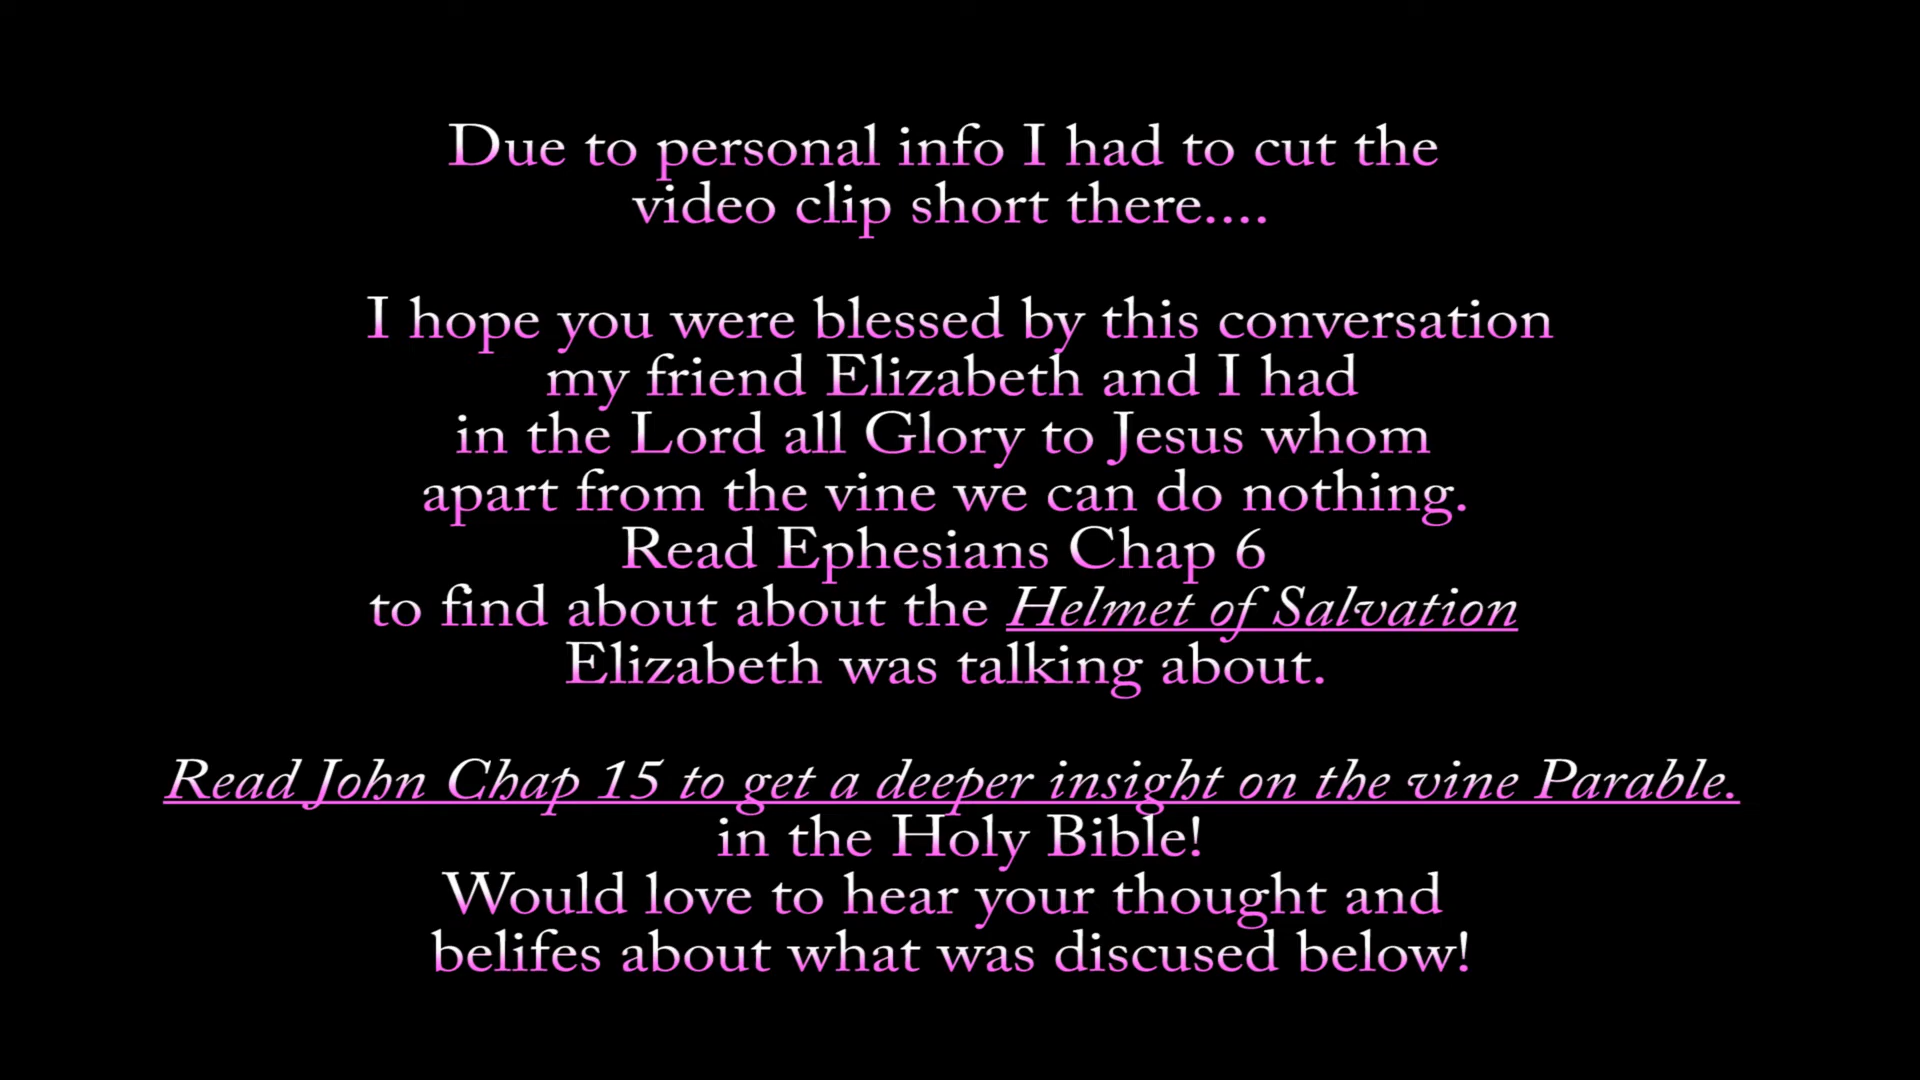 Due to personal info I had to cut the
video clip short there....
I hope you were blessed by this conversation
my friend Elizabeth and I had
in the Lord all Glory to Jesus whom
apart from the vine we can do nothing.
Read Ephesians Chap 6
to find about about the Helmet of Salvation
Elizabeth was talking about.
Read John Chap 15 to get a deeper insight on the vine Parable.
in the Holy Bible!
Would love to hear your thought and
belifes about what was discused below!